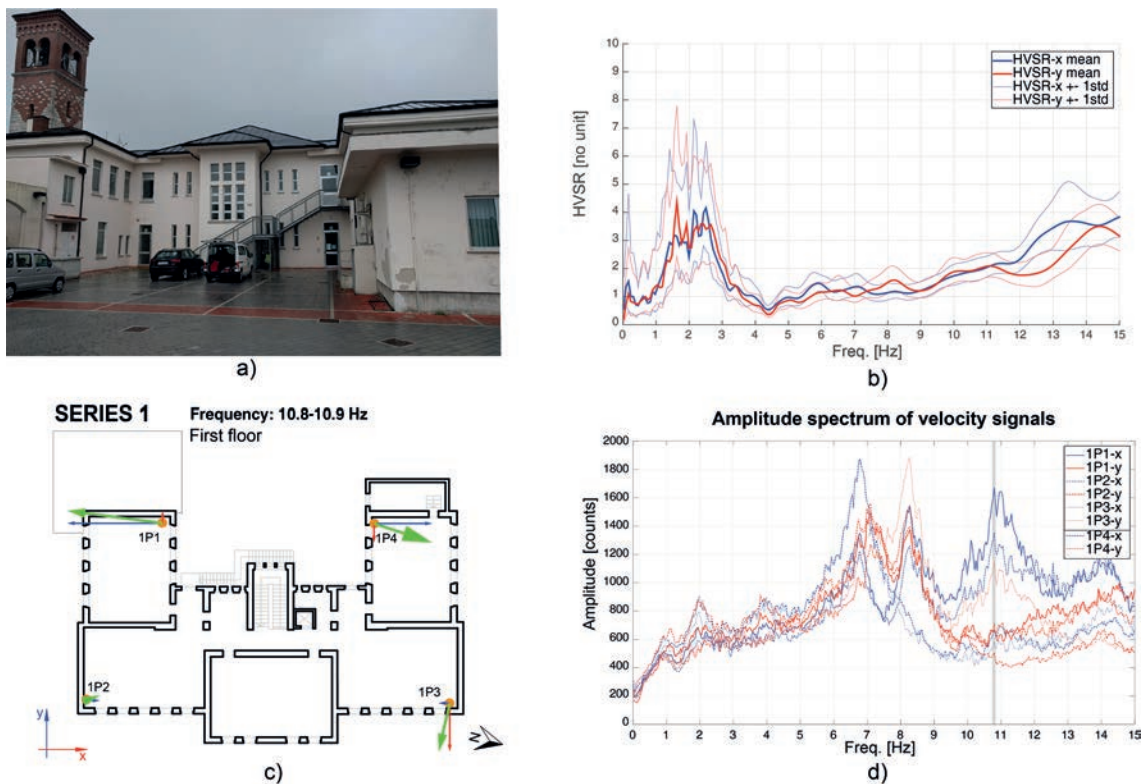 a)
10
9
8
7
6
5
4
3
2
1
0
HVSR [no unit]
HVSR-x mean
HVSR-y mean
HVSR-x +- 1std
HVSR-y +- 1std
0 1 2 3 4 5 6 7 8 9 10 11 12 13 14 15
Freq. [Hz]
b)
SERIES 1 Frequency: 10.8-10.9 Hz
First floor
1P1
1P4
1P2
1P3
y
x
N
c)
Amplitude spectrum of velocity signals
2000
1800
1600
1400
1200
1000
800
600
400
200
0
Amplitude [counts]
1P1-x
1P1-y
1P2-x
1P2-y
1P3-x
1P3-y
1P4-x
1P4-y
0 1 2 3 4 5 6 7 8 9 10 11 12 13 14 15
Freq. [Hz]
d)